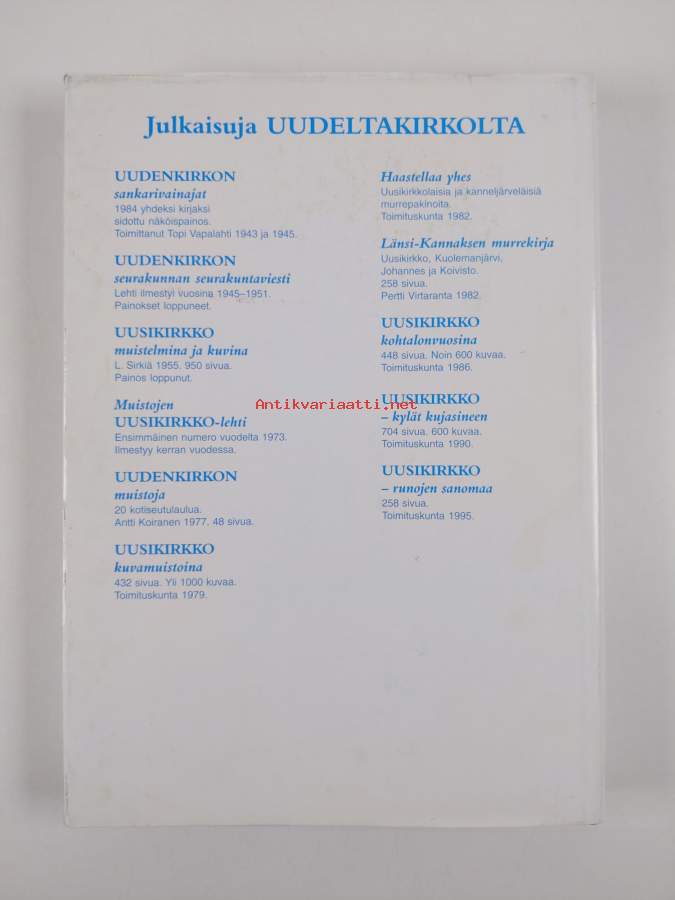 Julkaisuja UUDELTAKIRKOLTA
UUDENKIRKON
sankarivainajat
1984 yhdeksi kirjaksi
sidottu näköispainos.
Toimittanut Topi Vapalahti 1943 ja 1945.
UUDENKIRKON
seurakunnan seurakuntaviesti
Lehti ilmestyi vuosina 1945–1951.
Painokset loppuneet.
UUSIKIRKKO
muistelmina ja kuvina
L. Sirkiä 1955. 950 sivua.
Painos loppunut.
Muistojen
UUSIKIRKKO-lehti
Ensimmäinen numero vuodelta 1973.
Ilmestyy kerran vuodessa.
UUDENKIRKON
muistoja
20 kotiseutulaulua.
Antti Koiranen 1977. 48 sivua.
UUSIKIRKKO
kuvamuistoina
432 sivua. Yli 1000 kuvaa.
Toimituskunta 1979.
Haastellaa yhes
Uusikirkkolaisia ja kanneljärveläisiä
murrepakinoita.
Toimituskunta 1982.
Länsi-Kannaksen murrekirja
Uusikirkko, Kuolemanjärvi,
Johannes ja Koivisto.
258 sivua.
Pertti Virtaranta 1982.
UUSIKIRKKO
kohtalonvuosina
448 sivua. Noin 600 kuvaa.
Toimituskunta 1986.
UUSIKIRKKO
– kylät kujasineen
704 sivua. 600 kuvaa.
Toimituskunta 1990.
UUSIKIRKKO
– runojen sanomaa
258 sivua.
Toimituskunta 1995.
Antikvariaatti.net